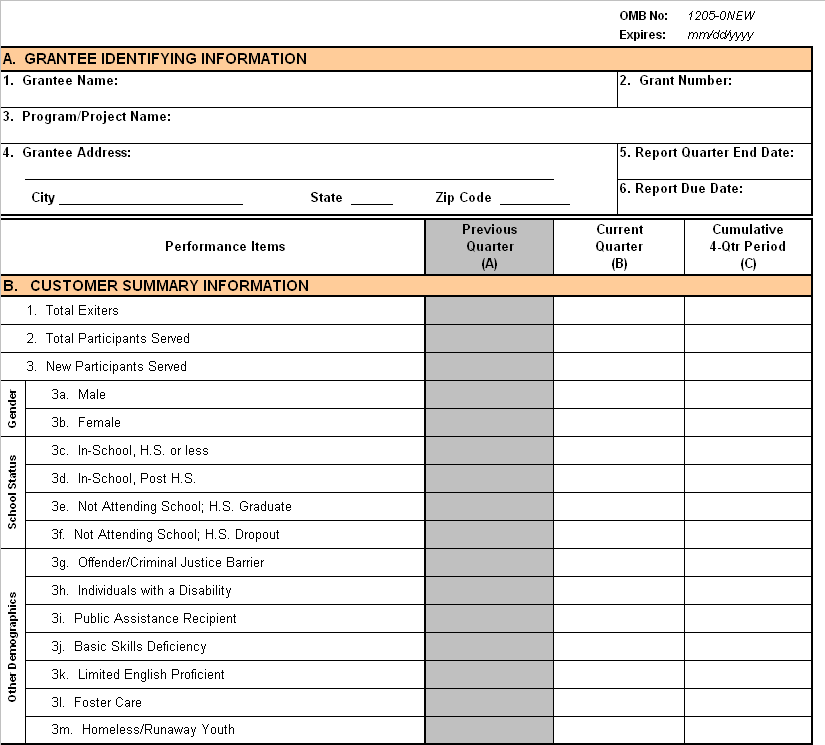 OMB No: 1205-0NEW
Expires: mm/dd/yyyy
A. GRANTEE IDENTIFYING INFORMATION
1. Grantee Name:
2. Grant Number:
3. Program/Project Name:
4. Grantee Address:
5. Report Quarter End Date:
City State Zip Code
6. Report Due Date:
Performance Items
Previous
Quarter
(A)
Current
Quarter
(B)
Cumulative
4-Qtr Period
(C)
B. CUSTOMER SUMMARY INFORMATION
1. Total Exiters
2. Total Participants Served
3. New Participants Served
Gender
3a. Male
3b. Female
School Status
3c. In-School, H.S. or less
3d. In-School, Post H.S.
3e. Not Attending School; H.S. Graduate
3f. Not Attending School; H.S. Dropout
Other Demographics
3g. Offender/Criminal Justice Barrier
3h. Individuals with a Disability
3i. Public Assistance Recipient
3j. Basic Skills Deficiency
3k. Limited English Proficient
3l. Foster Care
3m. Homeless/Runaway Youth